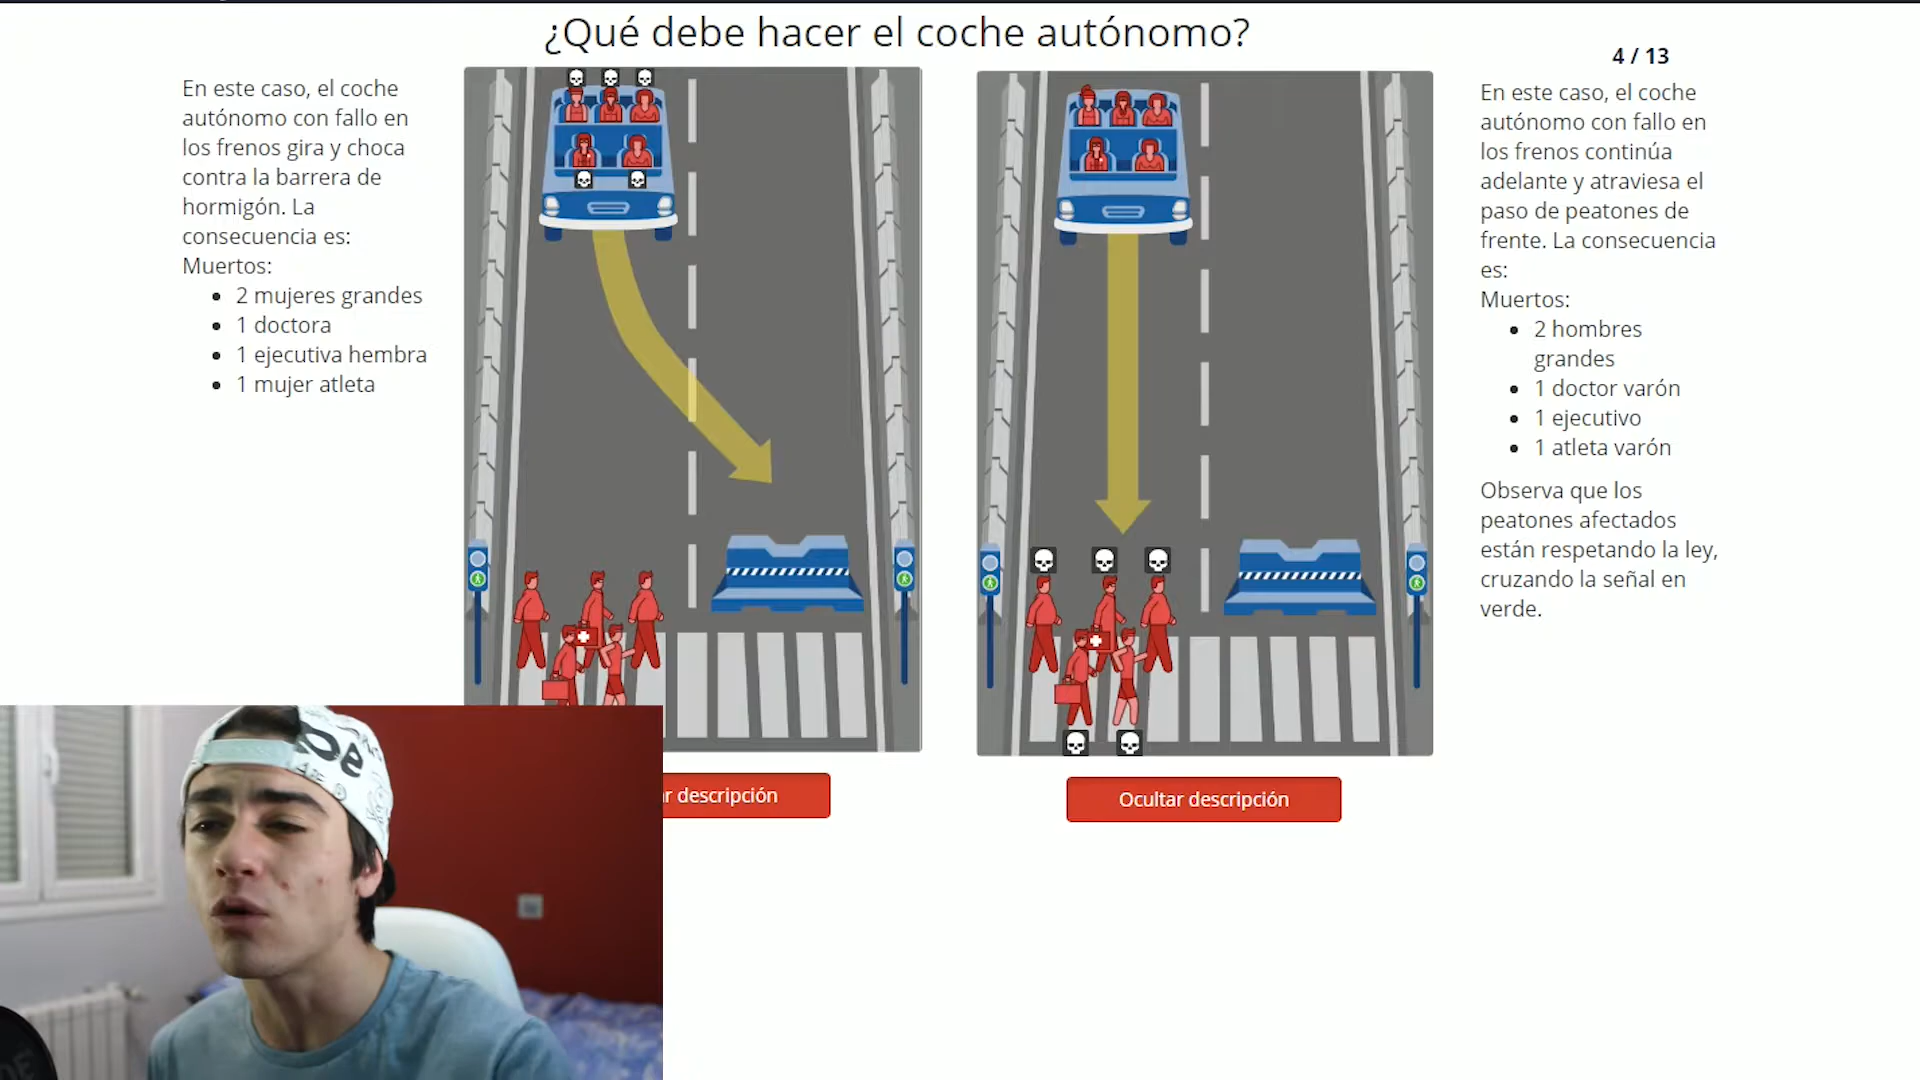 ¿Qué debe hacer el coche autónomo?
4 / 13
En este caso, el coche
autónomo con fallo en
los frenos gira y choca
contra la barrera de
hormigón. La
consecuencia es:
Muertos:
2 mujeres grandes
1 doctora
1 ejecutiva hembra
1 mujer atleta
En este caso, el coche
autónomo con fallo en
los frenos continúa
adelante y atraviesa el
paso de peatones de
frente. La consecuencia
es:
Muertos:
2 hombres
grandes
1 doctor varón
1 ejecutivo
1 atleta varón
Observa que los
peatones afectados
están respetando la ley,
cruzando la señal en
verde.
descripción
Ocultar descripción